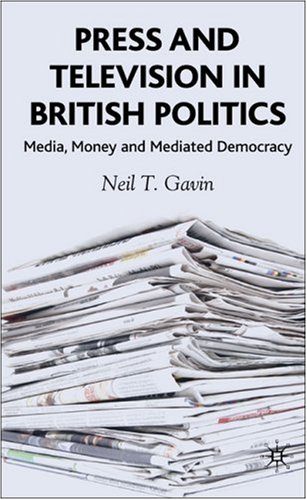 PRESS AND
TELEVISION IN
BRITISH POLITICS
Media, Money and Mediated Democracy
Neil T. Gavin